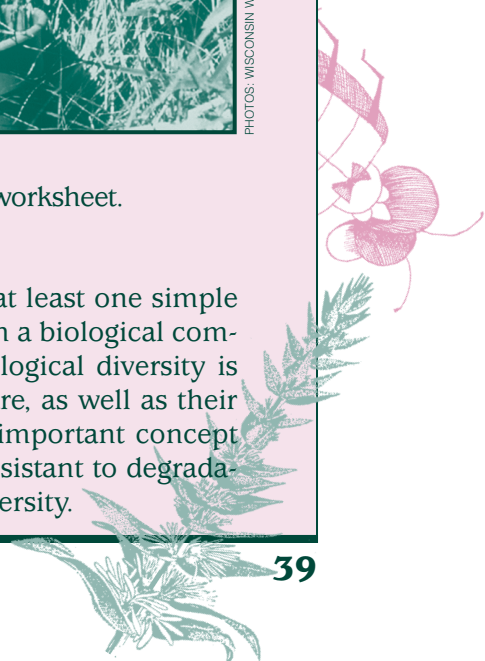 PHOTOS: WISCONSIN
worksheet.
at least one simple
a biological com-
logical diversity is
re, as well as their
important concept
sistant to degrada-
ersity.
39